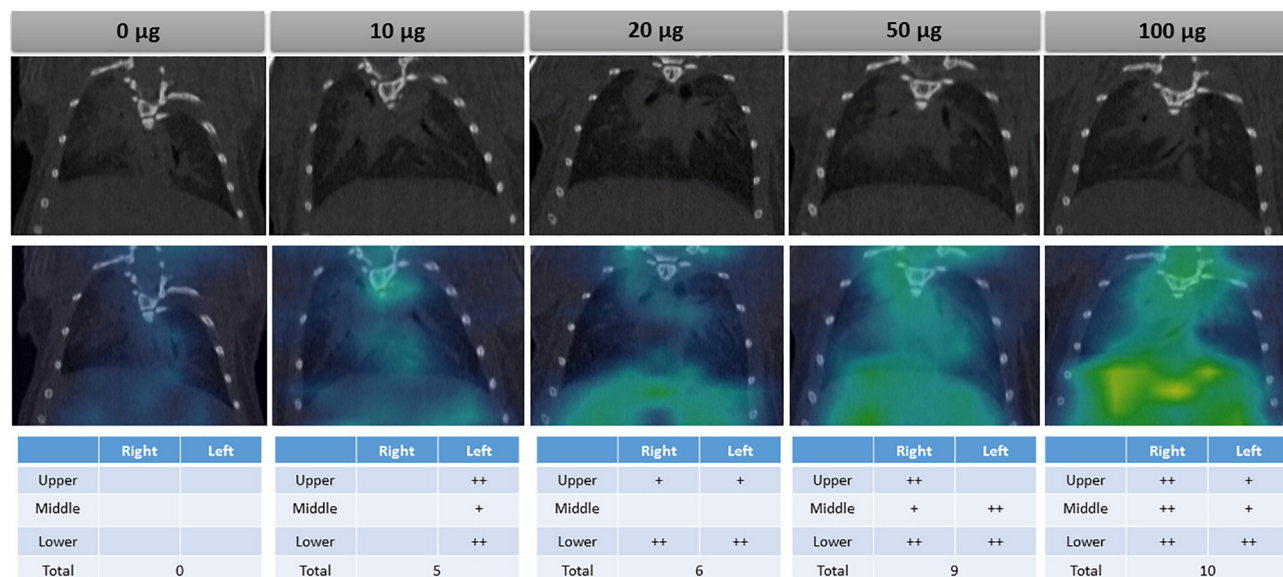 0 µg 10 µg 20 µg 50 µg 100 µg
Right Left Right Left Right Left Right Left Right Left
Upper Upper ++ Upper + + Upper ++ Upper ++ +
Middle Middle + Middle Middle + ++ Middle ++ +
Lower Lower ++ Lower ++ ++ Lower ++ ++ Lower ++ ++
Total 0 Total 5 Total 6 Total 9 Total 10